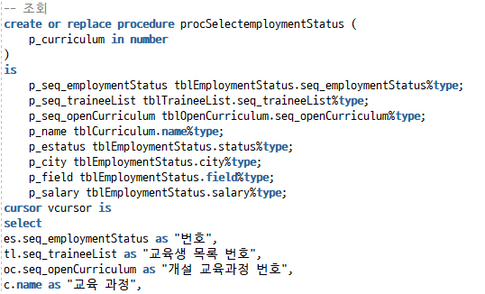 -- 조회
create or replace procedure procSelectemploymentStatus (
p_curriculum in number
)
is
p_seq_employmentStatus tblEmploymentStatus.seq_employmentStatus%type;
p_seq_traineeList tblTraineeList.seq_traineeList%type;
p_seq_openCurriculum tblOpenCurriculum.seq_openCurriculum%type;
p_name tblCurriculum.name%type;
p_estatus tblEmploymentStatus.status%type;
p_city tblEmploymentStatus.city%type;
p_field tblEmploymentStatus.field%type;
p_salary tblEmploymentStatus.salary%type;
cursor vcursor is
select
es.seq_employmentStatus as "번호",
tl.seq_traineeList as "교육생 목록 번호",
oc.seq_openCurriculum as "개설 교육과정 번호",
c.name as "교육 과정",